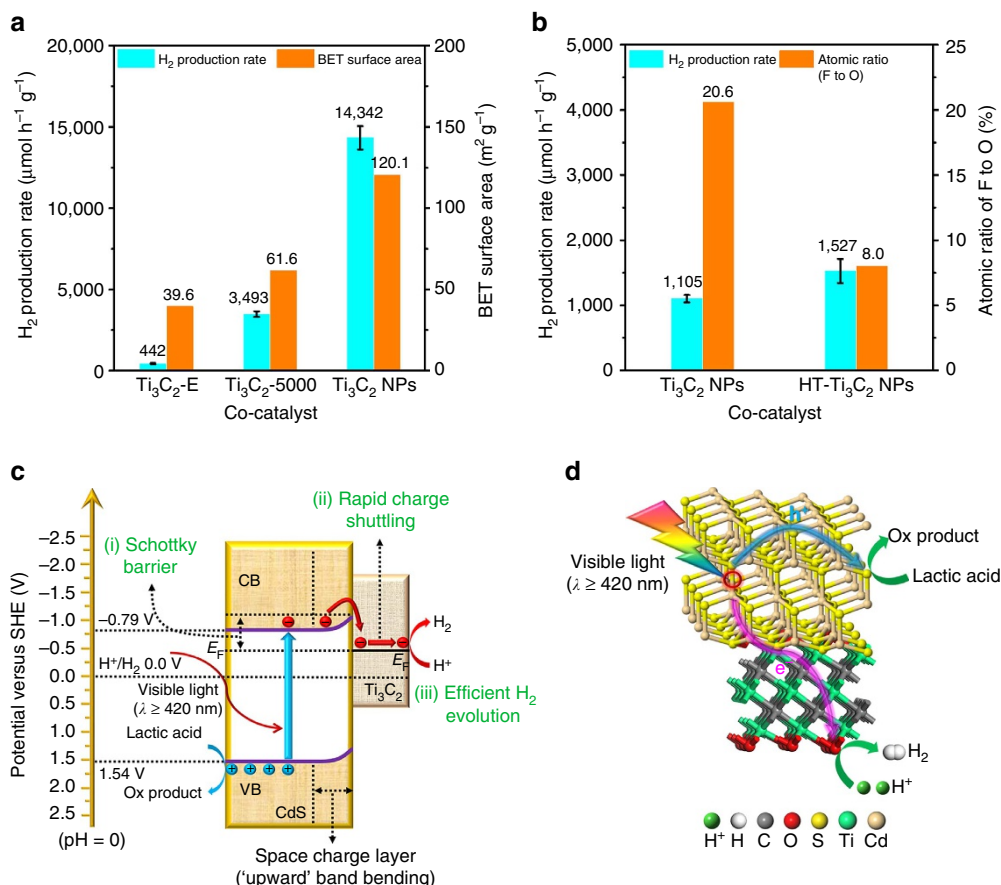 a
20,000
15,000
10,000
5,000
0
H₂ production rate (μmol h⁻¹ g⁻¹)
H₂ production rate
BET surface area
200
150
100
50
0
BET surface area (m² g⁻¹)
442
39.6
3,493
61.6
14,342
120.1
Ti₃C₂-E
Ti₃C₂-5000
Ti₃C₂ NPs
Co-catalyst
b
5,000
4,000
3,000
2,000
1,000
0
H₂ production rate (μmol h⁻¹ g⁻¹)
H₂ production rate
Atomic ratio
(F to O)
25
20
15
10
5
0
Atomic ratio of F to O (%)
1,105
20.6
1,527
8.0
Ti₃C₂ NPs
HT-Ti₃C₂ NPs
Co-catalyst
c
Potential versus SHE (V)
−2.5
−2.0
−1.5
−1.0
−0.5
0.0
0.5
1.0
1.5
2.0
2.5
(pH = 0)
(i) Schottky
barrier
(ii) Rapid charge
shuttling
CB
−0.79 V
E_F
H⁺/H₂ 0.0 V
Visible light
(λ ≥ 420 nm)
Lactic acid
1.54 V
Ox product
VB
CdS
E_F
Ti₃C₂
H₂
H⁺
(iii) Efficient H₂
evolution
Space charge layer
('upward' band bending)
d
Visible light
(λ ≥ 420 nm)
h⁺
Ox product
Lactic acid
e⁻
H₂
H⁺
H⁺ H C O S Ti Cd